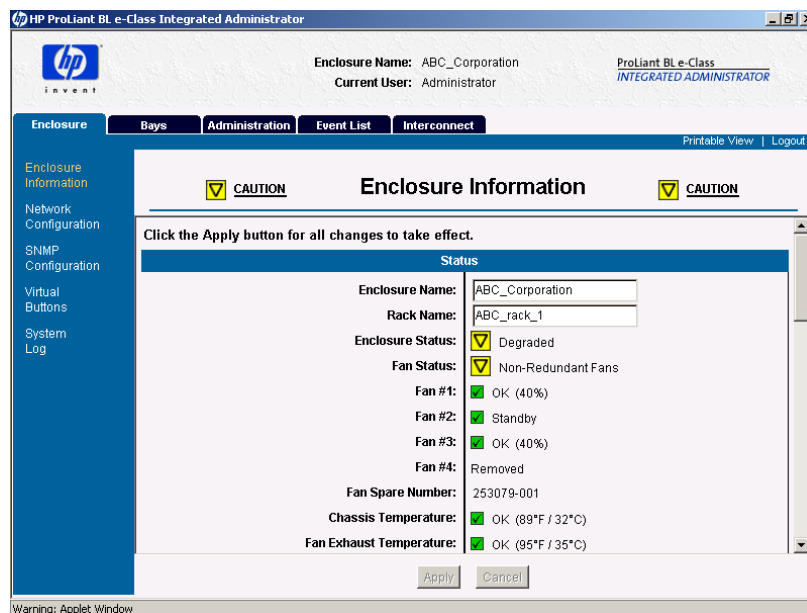 HP ProLiant BL e-Class Integrated Administrator
hp
invent
Enclosure Name: ABC_Corporation
Current User: Administrator
ProLiant BL e-Class
INTEGRATED ADMINISTRATOR
Enclosure Bays Administration Event List Interconnect
Printable View | Logout
Enclosure
Information
Network
Configuration
SNMP
Configuration
Virtual
Buttons
System
Log
CAUTION Enclosure Information CAUTION
Click the Apply button for all changes to take effect.
Status
Enclosure Name: ABC_Corporation
Rack Name: ABC_rack_1
Enclosure Status: Degraded
Fan Status: Non-Redundant Fans
Fan #1: OK (40%)
Fan #2: Standby
Fan #3: OK (40%)
Fan #4: Removed
Fan Spare Number: 253079-001
Chassis Temperature: OK (89°F / 32°C)
Fan Exhaust Temperature: OK (95°F / 35°C)
Apply Cancel
Warning: Applet Window